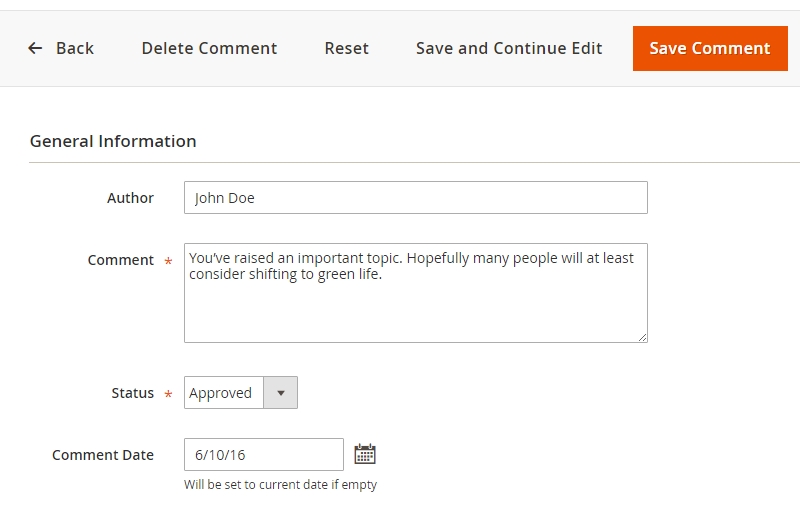 ← Back Delete Comment Reset Save and Continue Edit Save Comment
General Information
Author John Doe
Comment * You've raised an important topic. Hopefully many people will at least
consider shifting to green life.
Status * Approved
Comment Date 6/10/16
Will be set to current date if empty